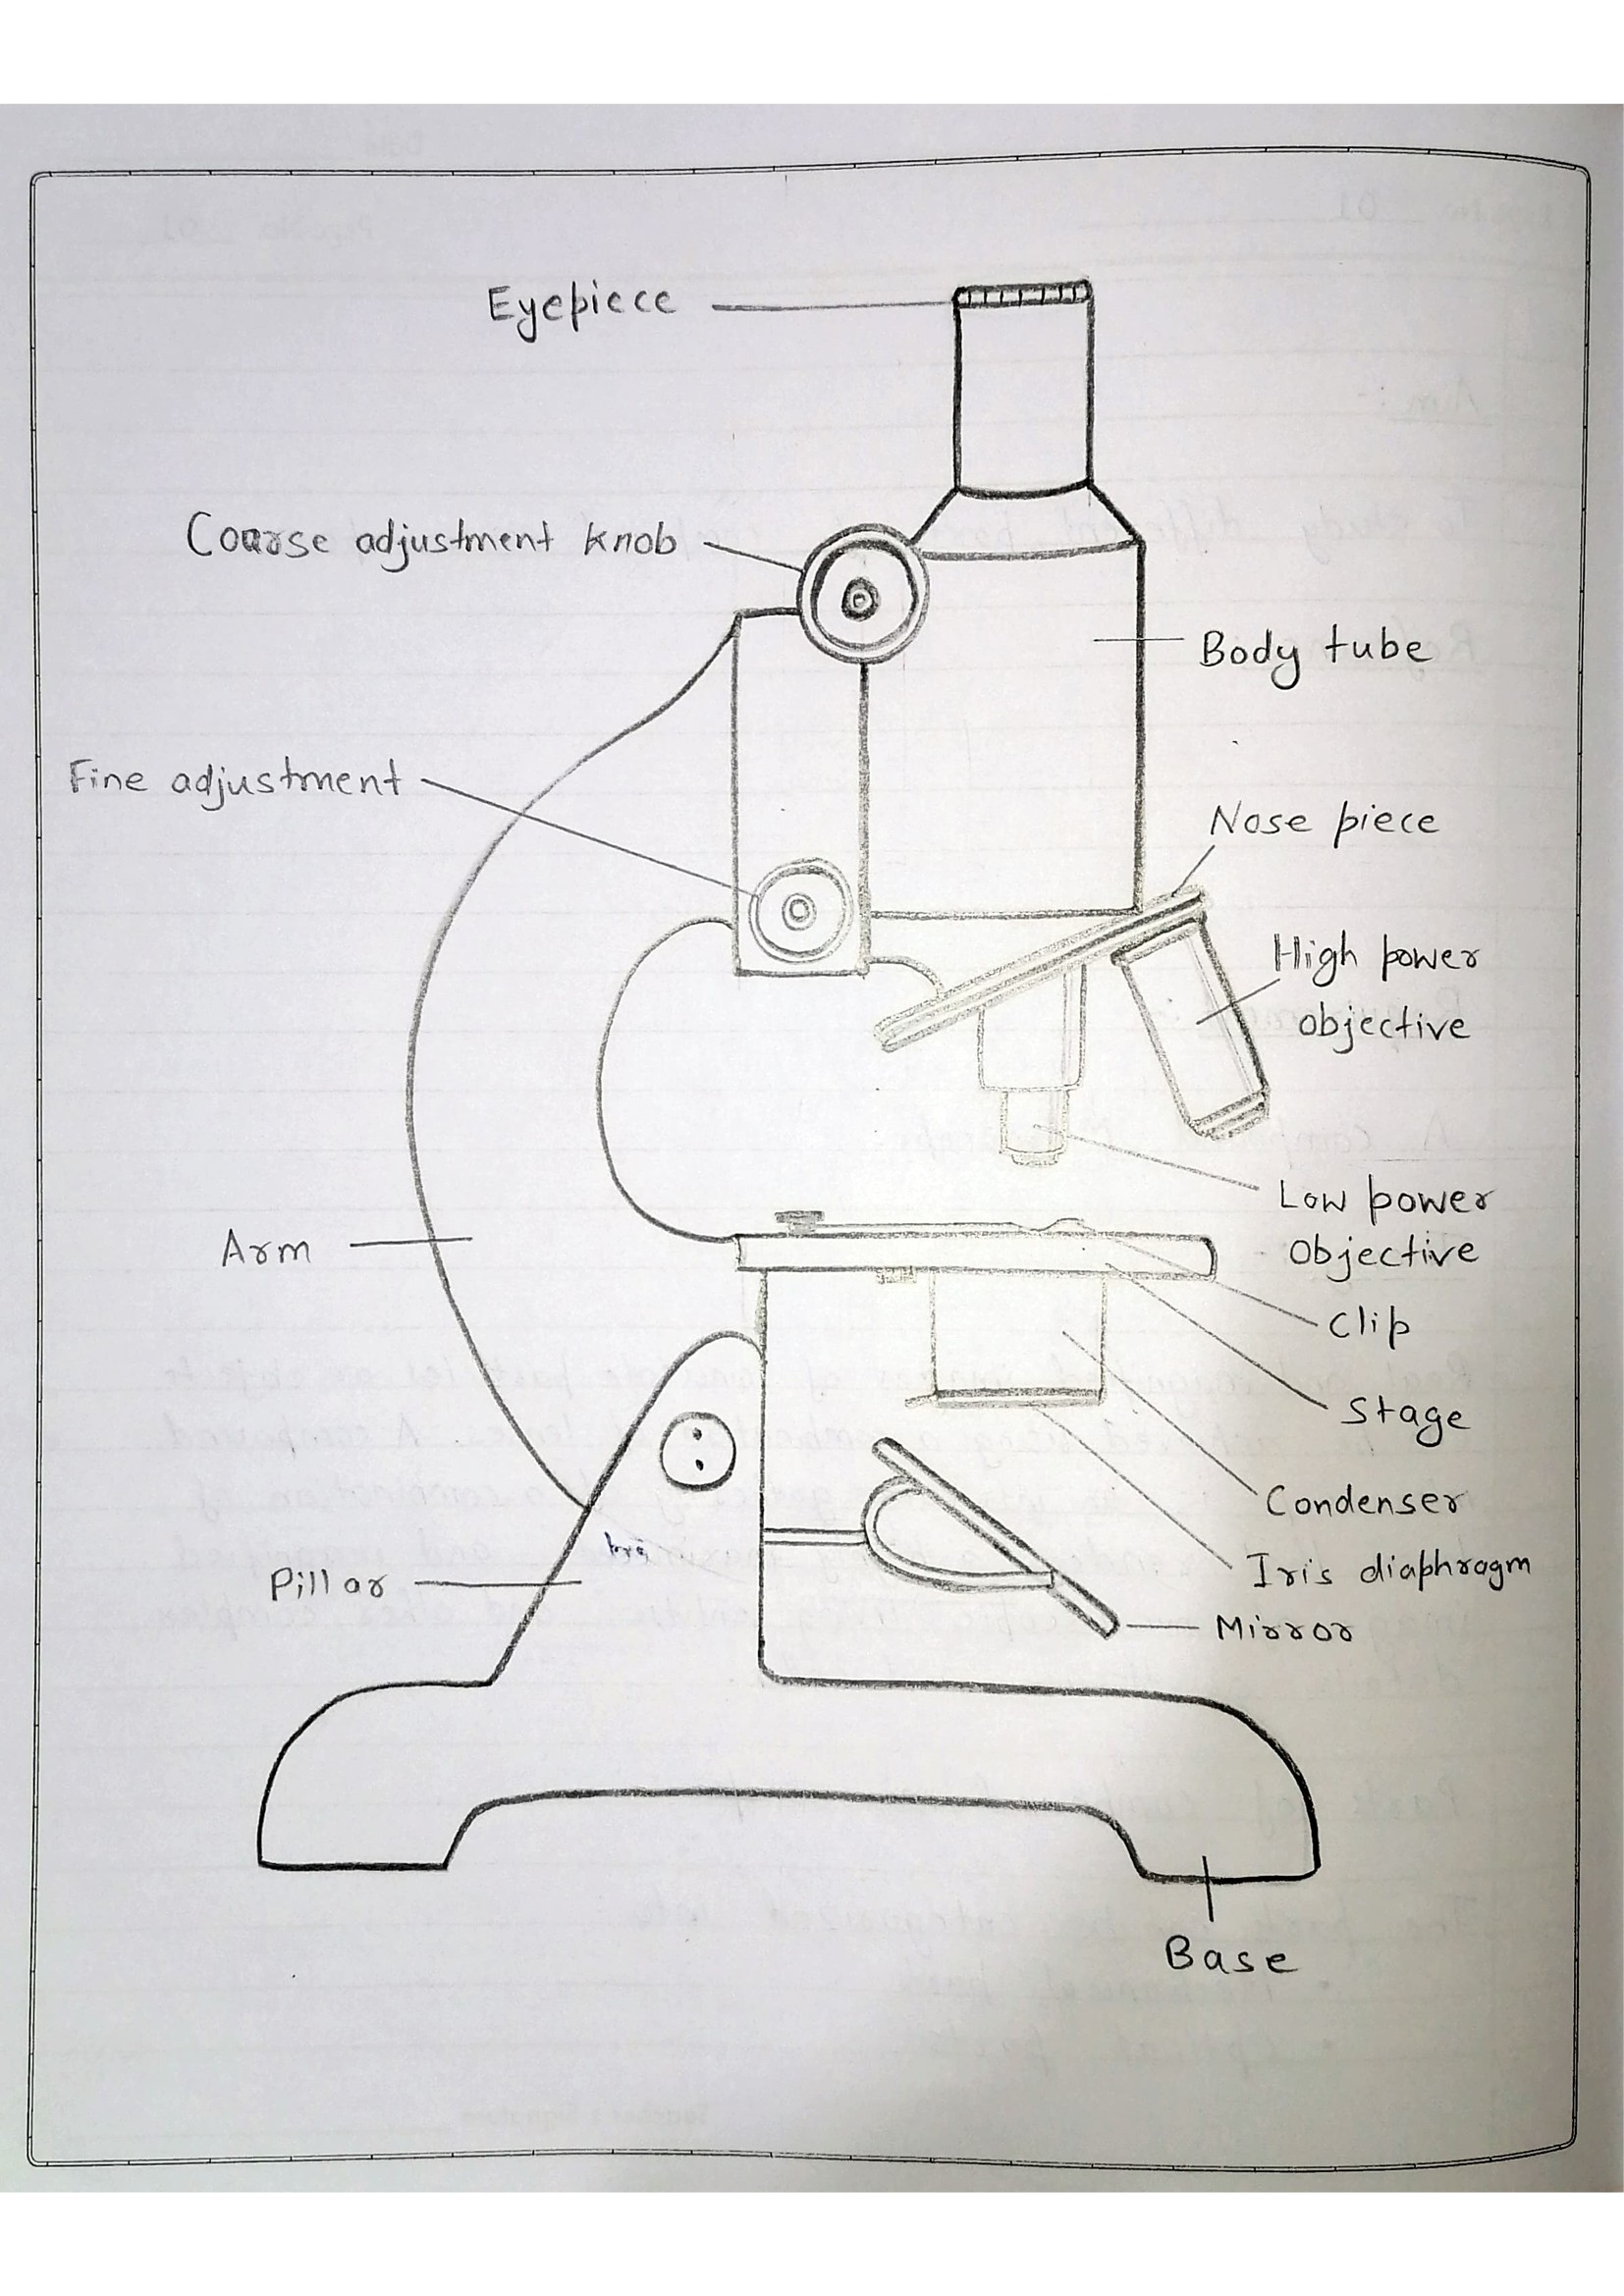 Eyepiece
Coarse adjustment knob
Body tube
Fine adjustment
Nose piece
High power
objective
Low power
Objective
Arm
Clip
Stage
Condenser
Iris diaphragm
Pillar
Mirror
Base